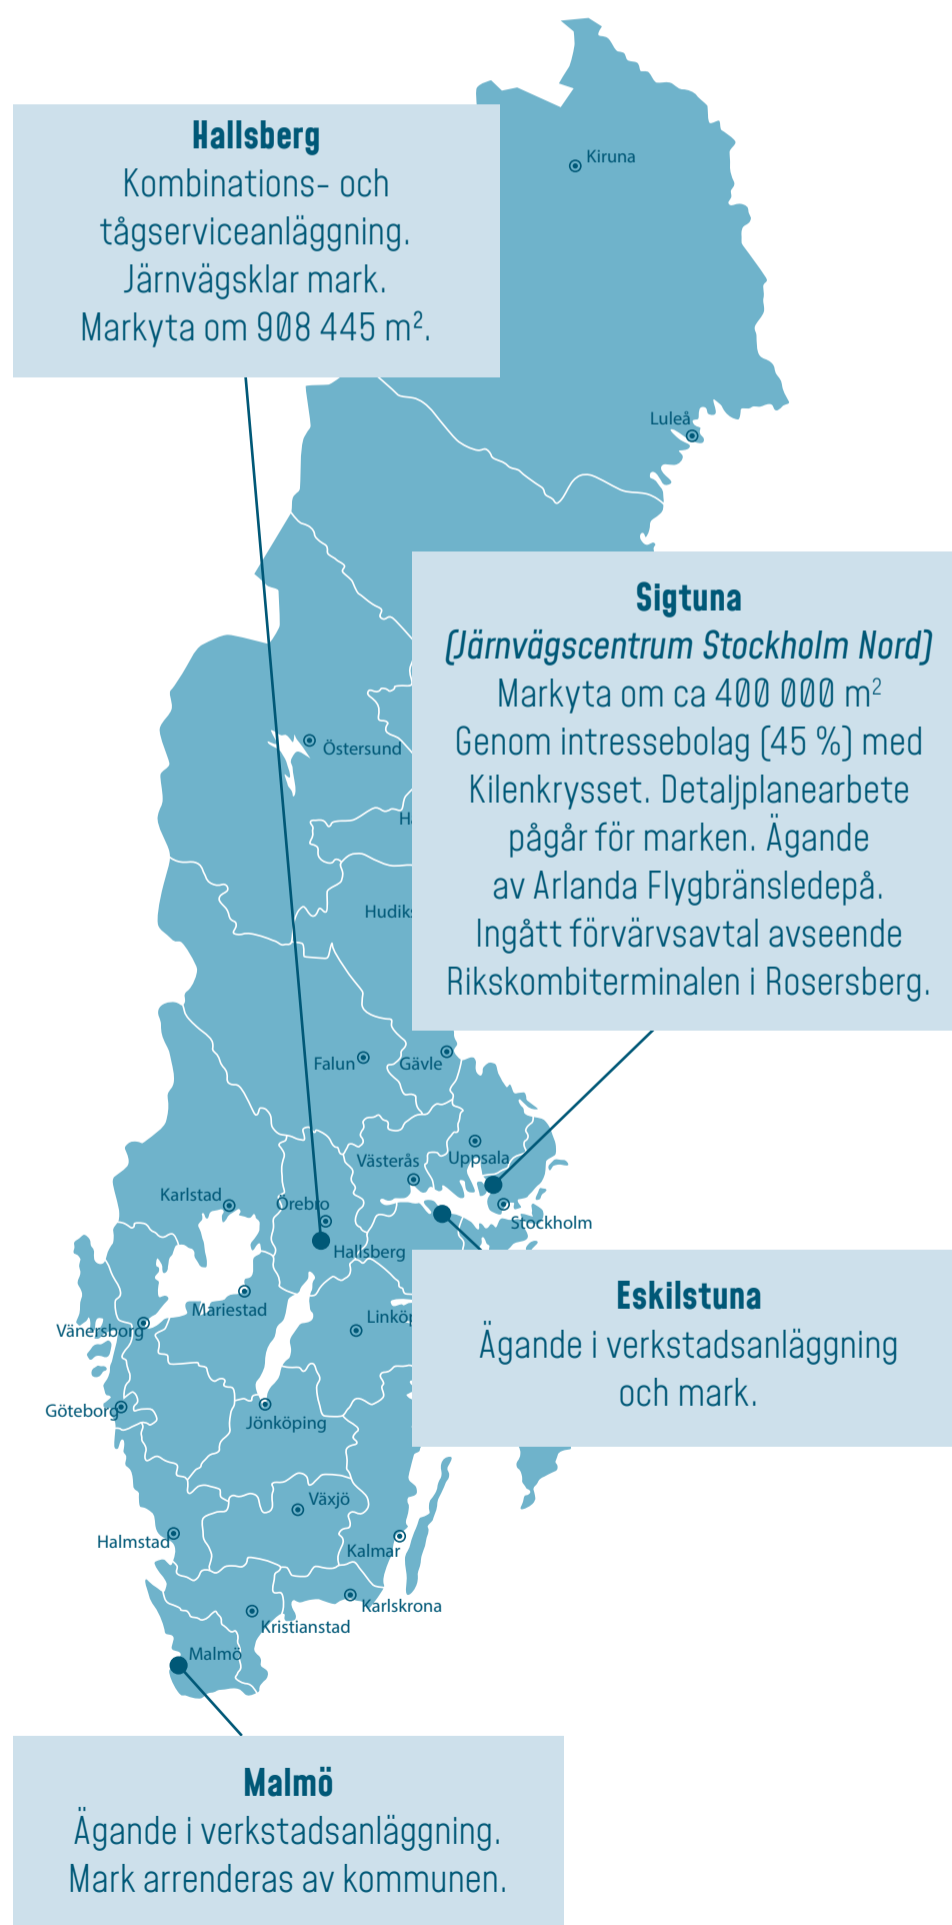 Hallsberg
Kombinations- och
tågserviceanläggning.
Järnvägsklar mark.
Markyta om 908 445 m².
Kiruna
Luleå
Sigtuna
(Järnvägscentrum Stockholm Nord)
Markyta om ca 400 000 m²
Genom intressebolag (45 %) med
Kilenkrysset. Detaljplanearbete
pågår för marken. Ägande
av Arlanda Flygbränsledepå.
Ingått förvärvsavtal avseende
Rikskombiterminalen i Rosersberg.
Östersund
Falun
Gävle
Västerås
Uppsala
Karlstad
Örebro
Stockholm
Hallsberg
Mariestad
Vänersborg
Göteborg
Jönköping
Eskilstuna
Ägande i verkstadsanläggning
och mark.
Växjö
Halmstad
Kalmar
Karlskrona
Kristianstad
Malmö
Malmö
Ägande i verkstadsanläggning.
Mark arrenderas av kommunen.